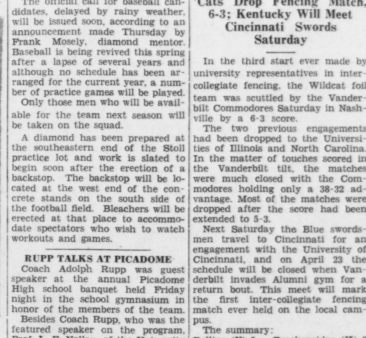 The official call for baseball can-
didates, delayed by rainy weather,
will be issued soon, according to an
announcement made Thursday by
Frank Mosely, diamond mentor.
Baseball is being revived this spring
after a lapse of several years and
although no schedule has been ar-
ranged for the current year, a num-
ber of practice games will be played.
Only those men who will be avail-
able for the team next season will
be taken on the squad.
A diamond has been prepared at
the southeastern end of the Stoll
practice lot and work is slated to
begin soon after the erection of a
backstop. The backstop will be lo-
cated at the west end of the con-
crete stands on the south side of
the football field. Bleachers will be
erected at that place to accommo-
date spectators who wish to watch
workouts and games.
RUPP TALKS AT PICADOME
Coach Adolph Rupp was guest
speaker at the annual Picadome
High school banquet held Friday
night in the school gymnasium in
honor of the members of the team.
Besides Coach Rupp, who was the
featured speaker on the program,
Cats Drop Fencing Match,
6-3; Kentucky Will Meet
Cincinnati Swords
Saturday
In the third start ever made by
university representatives in inter-
collegiate fencing, the Wildcat foil
team was scuttled by the Vander-
bilt Commodores Saturday in Nash-
ville by a 6-3 score.
The two previous engagements
had been dropped to the Universi-
ties of Illinois and North Carolina
In the matter of touches scored in
the Vanderbilt tilt, the matches
were much closed with the Com-
modores holding only a 38-32 ad-
vantage. Most of the matches were
dropped after the score had been
extended to 5-3.
Next Saturday the Blue swords-
men travel to Cincinnati for an
engagement with the University of
Cincinnati, and on April 23 the
schedule will be closed when Van-
derbilt invades Alumni gym for a
return bout. This meet will mark
the first inter-collegiate fencing
match ever held on the local cam-
pus.
The summary: